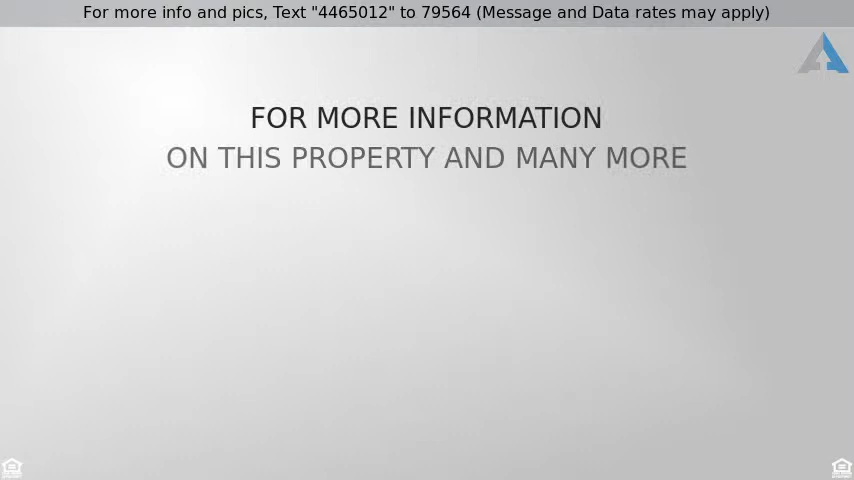 For more info and pics, Text "4465012" to 79564 (Message and Data rates may apply)
FOR MORE INFORMATION
ON THIS PROPERTY AND MANY MORE